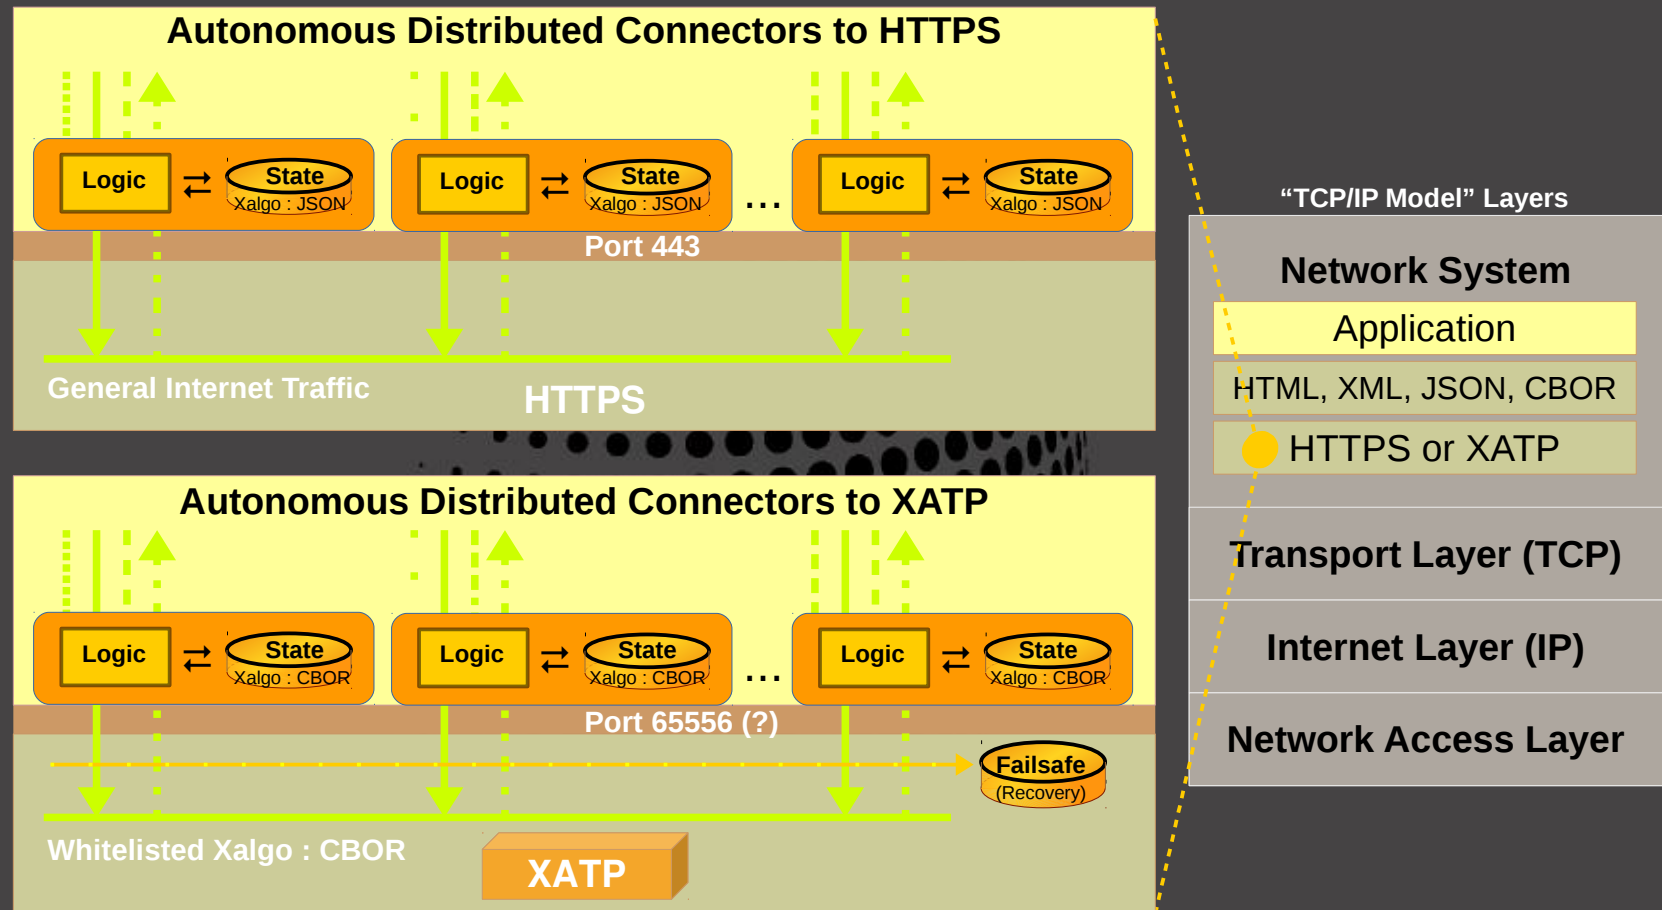 Autonomous Distributed Connectors to HTTPS
Logic
State
Xalgo : JSON
Logic
State
Xalgo : JSON
...
Logic
State
Xalgo : JSON
Port 443
General Internet Traffic
HTTPS
Autonomous Distributed Connectors to XATP
Logic
State
Xalgo : CBOR
Logic
State
Xalgo : CBOR
...
Logic
State
Xalgo : CBOR
Port 65556 (?)
Failsafe
(Recovery)
Whitelisted Xalgo : CBOR
XATP
“TCP/IP Model” Layers
Network System
Application
HTML, XML, JSON, CBOR
HTTPS or XATP
Transport Layer (TCP)
Internet Layer (IP)
Network Access Layer